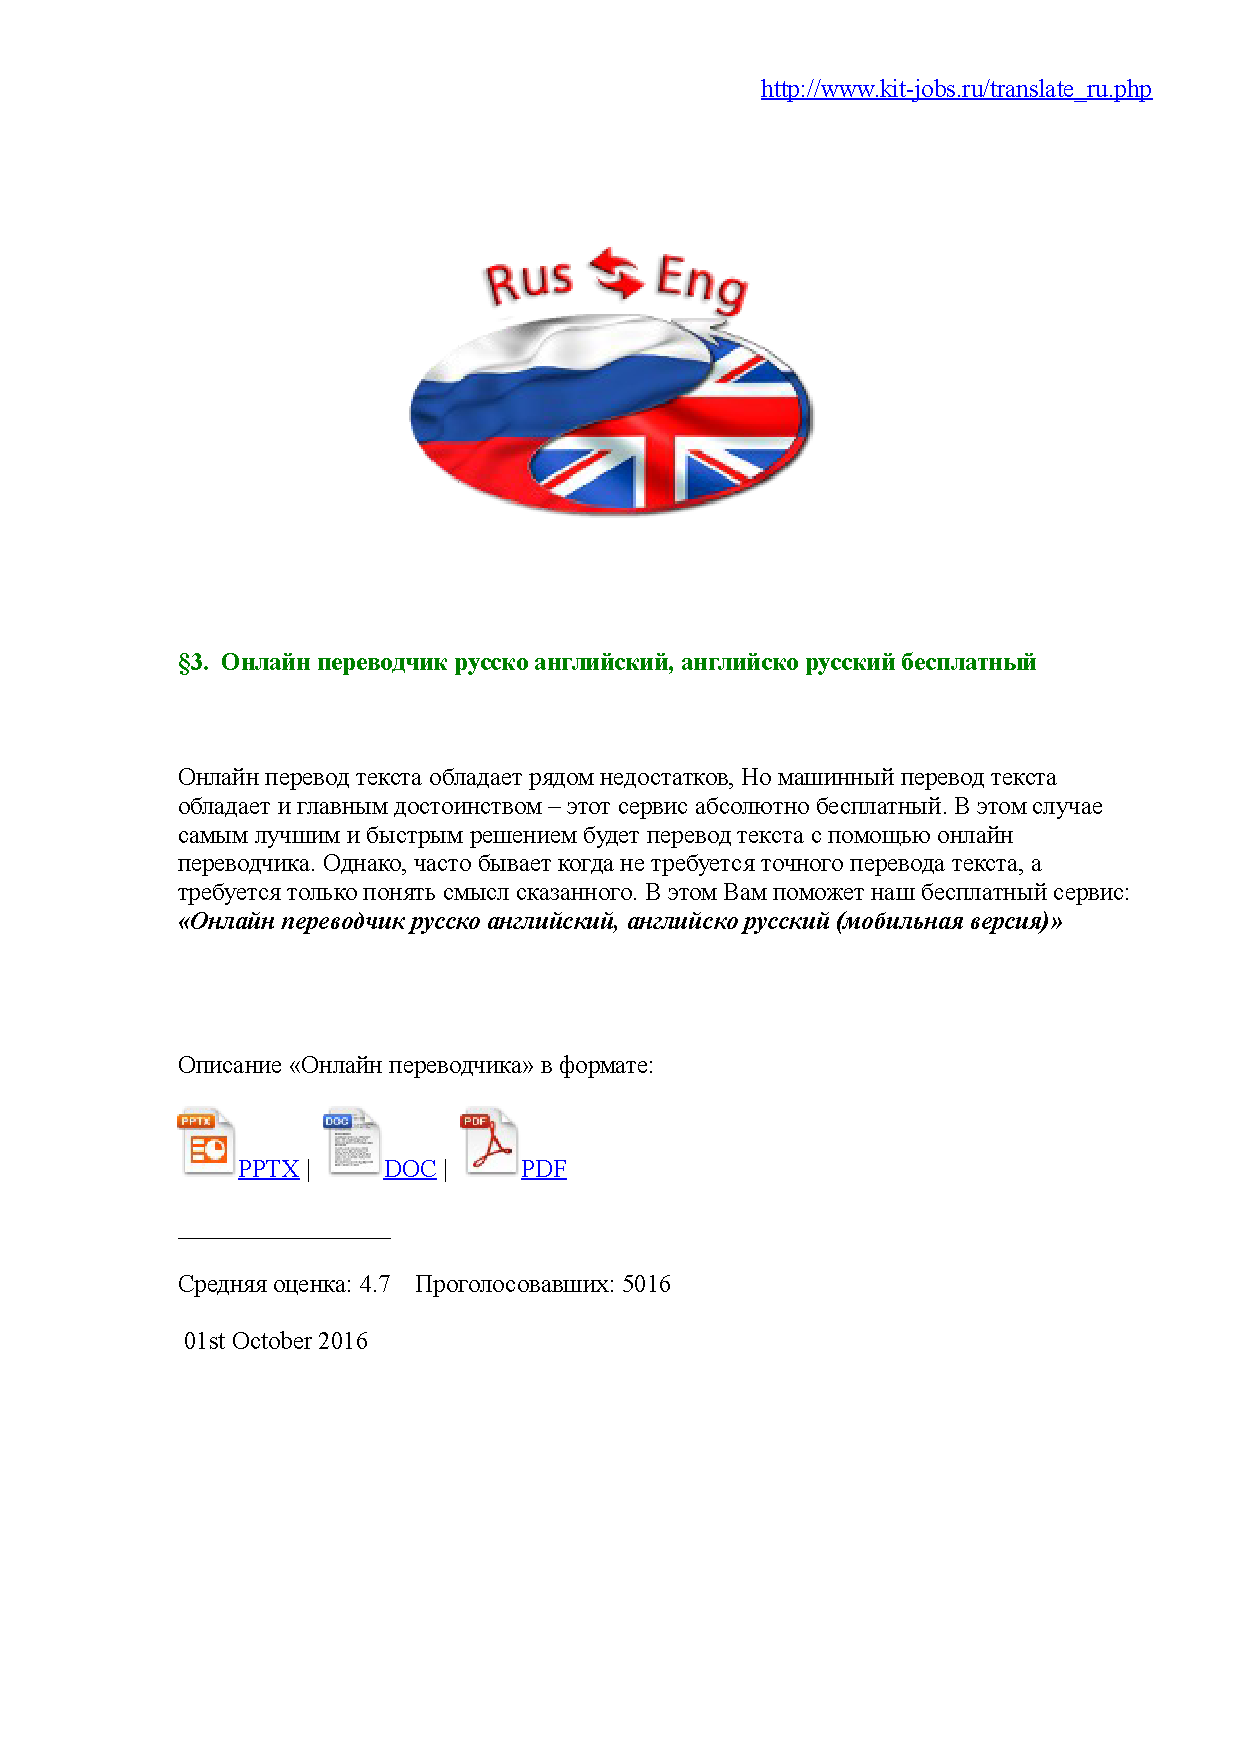 http://www.kit-jobs.ru/translate_ru.php
Rus Eng
§3. Онлайн переводчик русско английский, английско русский бесплатный
Онлайн перевод текста обладает рядом недостатков, Но машинный перевод текста
обладает и главным достоинством – этот сервис абсолютно бесплатный. В этом случае
самым лучшим и быстрым решением будет перевод текста с помощью онлайн
переводчика. Однако, часто бывает когда не требуется точного перевода текста, а
требуется только понять смысл сказанного. В этом Вам поможет наш бесплатный сервис:
«Онлайн переводчик русско английский, английско русский (мобильная версия)»
Описание «Онлайн переводчика» в формате:
PPTX DOC PDF
PPTX | DOC | PDF
Средняя оценка: 4.7 Проголосовавших: 5016
01st October 2016